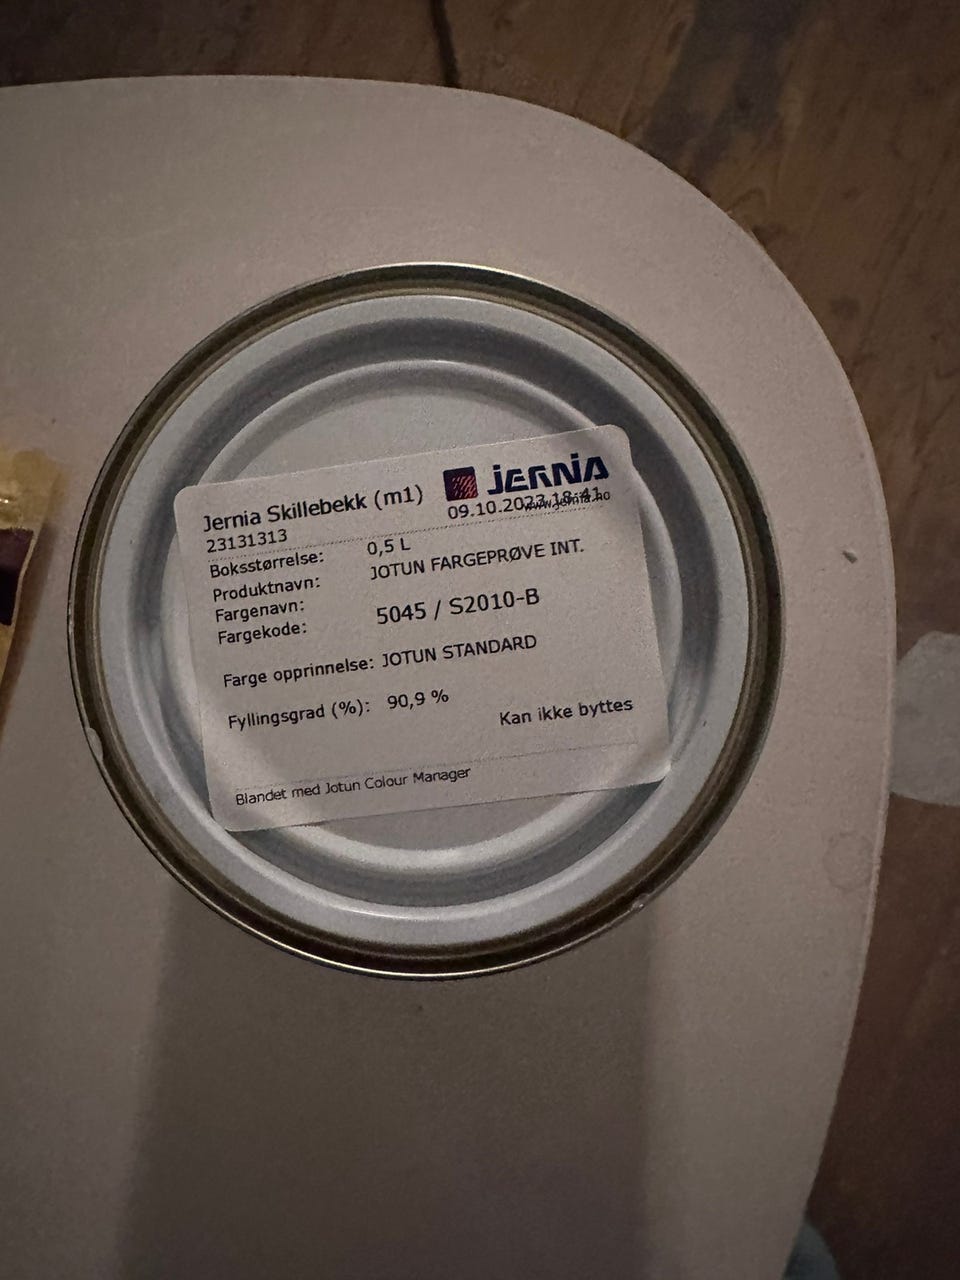 Jernia Skillebekk (m1)
JERNIA
23131313
09.10.2023 18:41
www.jernia.no
Boksstørrelse: 0,5 L
Produktnavn: JOTUN FARGEPRØVE INT.
Fargenavn:
Fargekode: 5045 / S2010-B
Farge opprinnelse: JOTUN STANDARD
Fyllingsgrad (%): 90,9 %
Kan ikke byttes
Blandet med Jotun Colour Manager